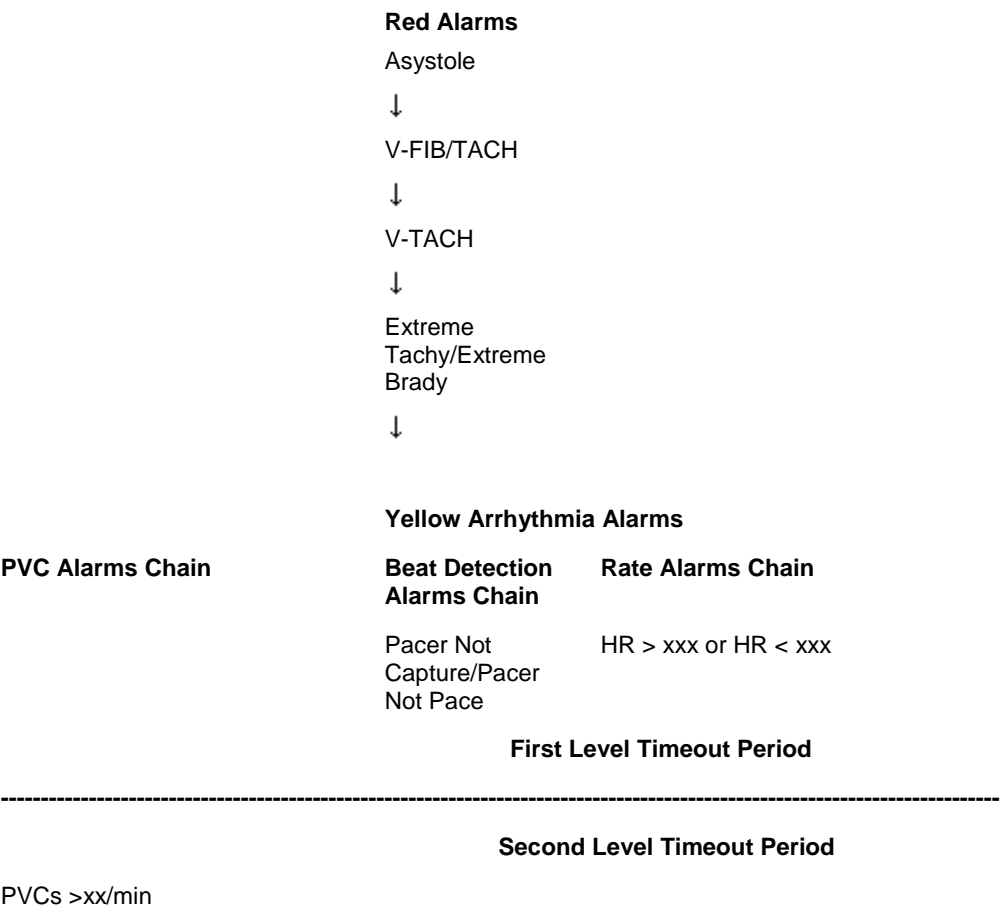 Red Alarms
Asystole
↓
V-FIB/TACH
↓
V-TACH
↓
Extreme
Tachy/Extreme
Brady
↓
Yellow Arrhythmia Alarms
PVC Alarms Chain Beat Detection Rate Alarms Chain
Alarms Chain
Pacer Not HR > xxx or HR < xxx
Capture/Pacer
Not Pace
First Level Timeout Period
Second Level Timeout Period
PVCs >xx/min